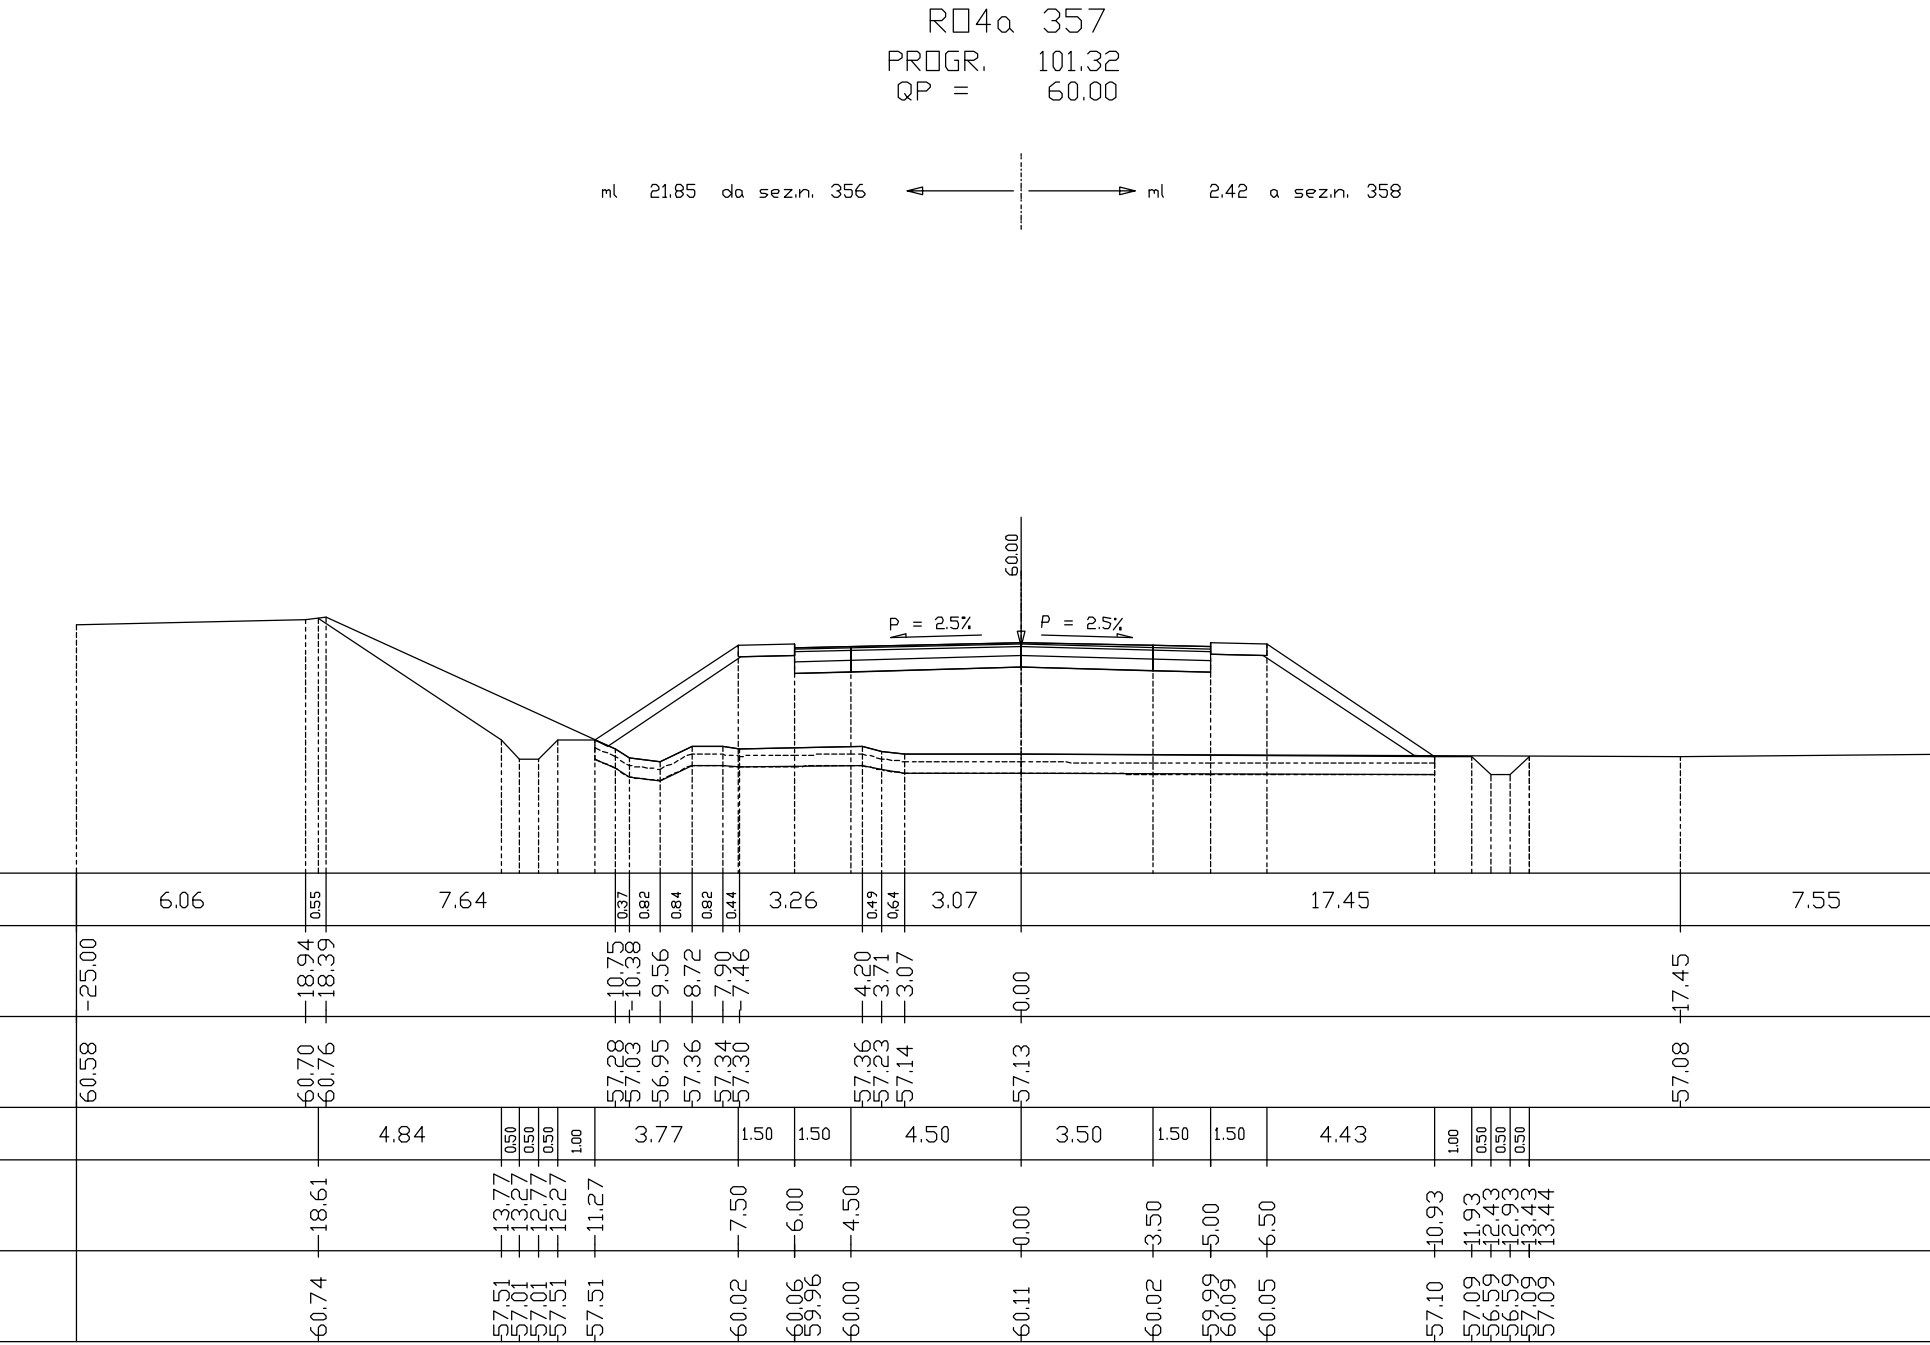 RO4a 357
PROGR. 101.32
QP = 60.00
ml 21.85 da sez.n. 356
ml 2.42 a sez.n. 358
60.00
P = 2.5%
P = 2.5%
6.06 0.55 7.64 0.37 0.82 0.84 0.82 0.44 3.26 0.49 0.64 3.07 17.45 7.55
-25.00 -18.94 -18.39 -10.75 -10.38 -9.56 -8.72 -7.90 -7.46 -4.20 -3.71 -3.07 0.00 17.45
60.58 60.70 60.76 57.28 57.03 56.95 57.36 57.34 57.30 57.36 57.23 57.14 57.13 57.08
4.84 0.50 0.50 0.50 1.00 3.77 1.50 1.50 4.50 3.50 1.50 1.50 4.43 1.00 0.50 0.50 0.50
-18.61 -13.77 -13.27 -12.77 -12.27 -11.27 -7.50 -6.00 -4.50 0.00 3.50 5.00 6.50 10.93 11.93 12.43 12.93 13.43 13.44
60.74 57.51 57.01 57.01 57.51 57.51 60.02 60.06 59.96 60.00 60.11 60.02 59.99 60.09 60.05 57.10 57.09 56.59 56.59 57.09 57.09